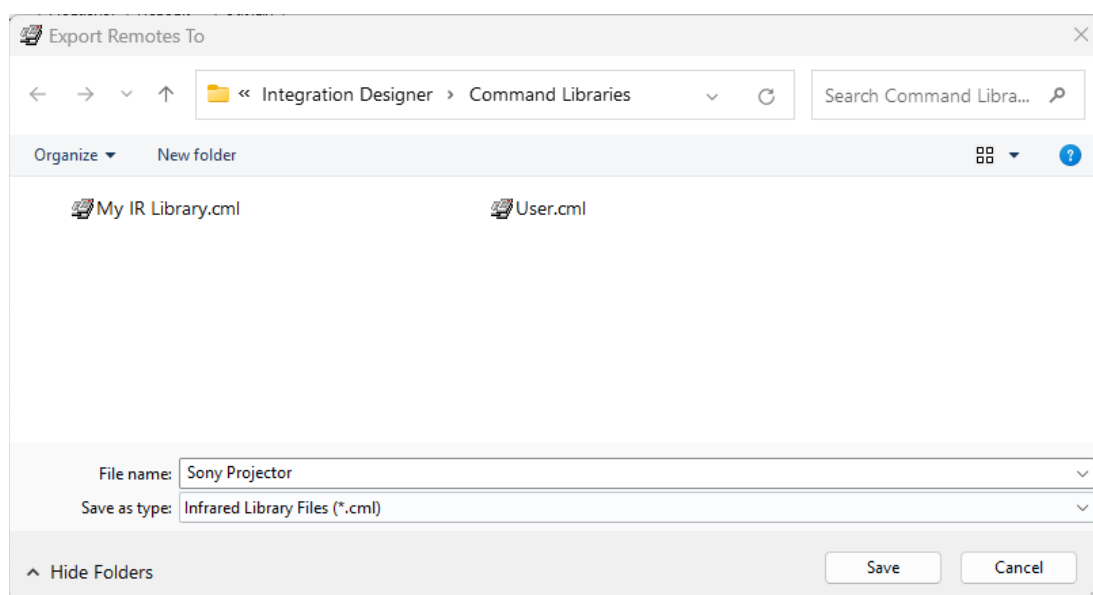 Export Remotes To
« Integration Designer › Command Libraries
Search Command Libra...
Organize
New folder
?
My IR Library.cml
User.cml
File name: Sony Projector
Save as type: Infrared Library Files (*.cml)
Hide Folders
Save
Cancel